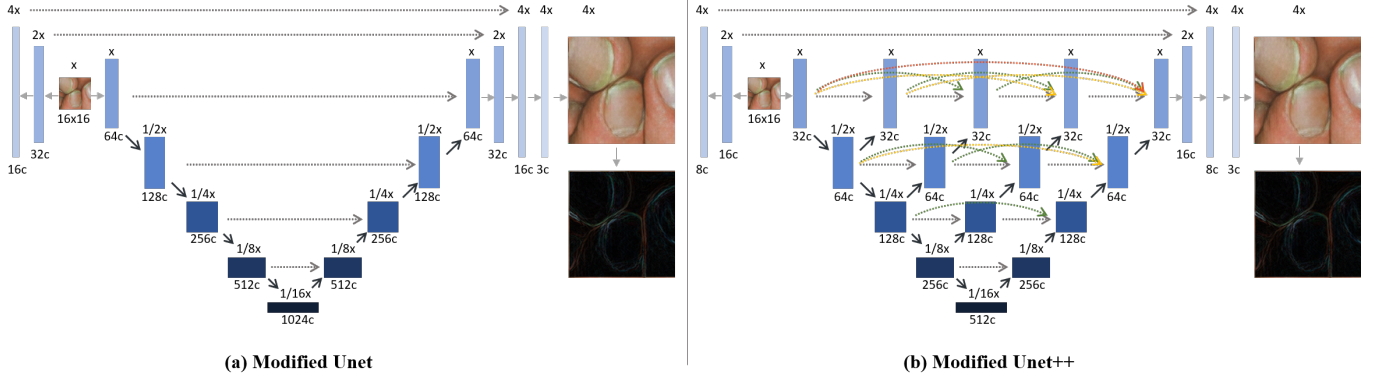 4x 4x 4x 4x
2x 2x
x x x
16x16
64c 64c
32c 32c
16c 16c 3c
1/2x 1/2x
128c 128c
1/4x 1/4x
256c 256c
1/8x 1/8x
512c 512c
1/16x
1024c
(a) Modified Unet
4x 4x 4x 4x
2x 2x
x x x x x x
16x16
32c 32c 32c 32c 32c
16c 16c
8c 8c 3c
1/2x 1/2x 1/2x 1/2x
64c 64c 64c 64c
1/4x 1/4x 1/4x
128c 128c 128c
1/8x 1/8x
256c 256c
1/16x
512c
(b) Modified Unet++